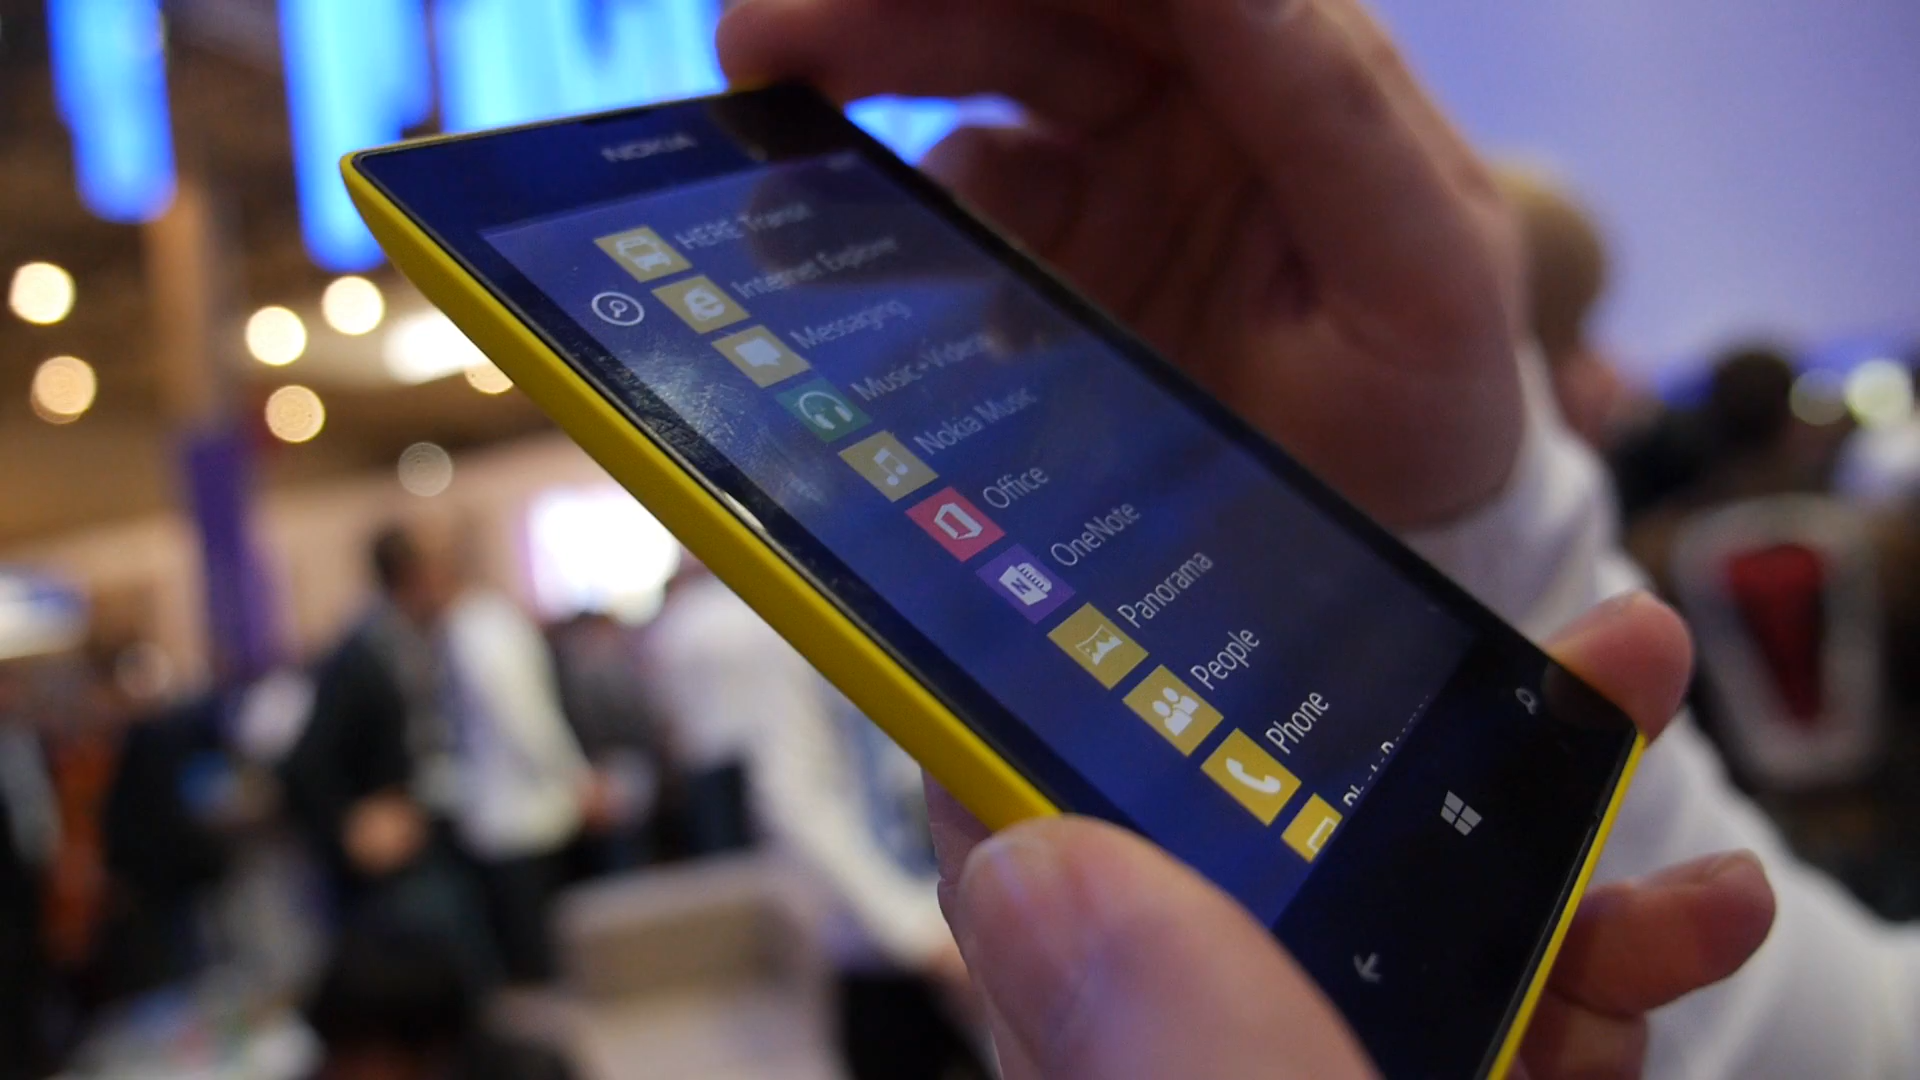 NOKIA
HERE Transit
Internet Explorer
Messaging
Music+Videos
Nokia Music
Office
OneNote
N
Panorama
People
Phone